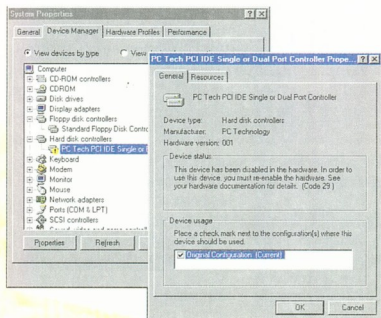 System Properties
General
Device Manager
Hardware Profiles
Performance
View devices by type
View
Computer
CD-ROM controllers
CDROM
Disk drives
Display adapters
Floppy disk controllers
Standard Floppy Disk Contro
Hard disk controllers
PC Tech PCI IDE Single or
Keyboard
Modem
Monitor
Mouse
Network adapters
Ports (COM & LPT)
SCSI controllers
Properties
Refresh
PC Tech PCI IDE Single or Dual Port Controller Prope...
General
Resources
PC Tech PCI IDE Single or Dual Port Controller
Device type: Hard disk controllers
Manufacturer: PC Technology
Hardware version: 001
Device status
This device has been disabled in the hardware. In order to
use this device, you must re-enable the hardware. See
your hardware documentation for details. (Code 29.)
Device usage
Place a check mark next to the configuration(s) where this
device should be used.
Original Configuration (Current)
OK
Cancel